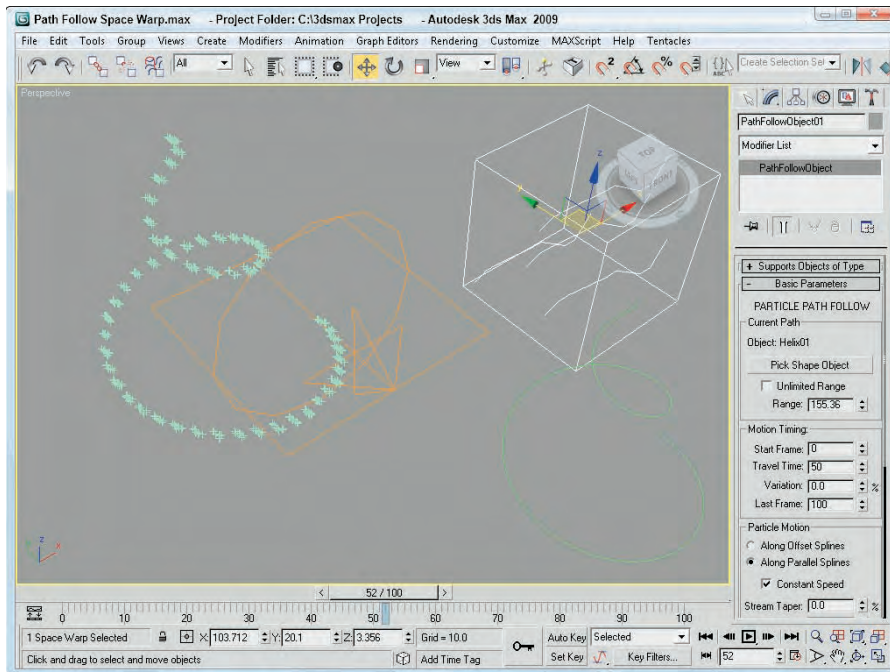 Path Follow Space Warp.max - Project Folder: C:\3dsmax Projects - Autodesk 3ds Max 2009
File Edit Tools Group Views Create Modifiers Animation Graph Editors Rendering Customize MAXScript Help Tentacles
All View Create Selection Set
Perspective
TOP
FRONT
z
y
PathFollowObject01
Modifier List
PathFollowObject
+ Supports Objects of Type
- Basic Parameters
PARTICLE PATH FOLLOW
Current Path
Object: Helix01
Pick Shape Object
Unlimited Range
Range: 155.36
Motion Timing:
Start Frame: 0
Travel Time: 50
Variation: 0.0 %
Last Frame: 100
Particle Motion
Along Offset Splines
Along Parallel Splines
Constant Speed
Stream Taper: 0.0 %
z
x
< 52 / 100 >
0 10 20 30 40 50 60 70 80 90 100
1 Space Warp Selected X: 103.712 Y: 20.1 Z: 3.356 Grid = 10.0 Auto Key Selected
Click and drag to select and move objects Add Time Tag Set Key Key Filters... 52